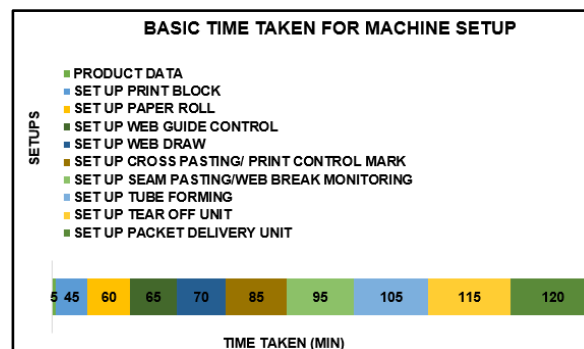 BASIC TIME TAKEN FOR MACHINE SETUP
SETUPS
PRODUCT DATA
SET UP PRINT BLOCK
SET UP PAPER ROLL
SET UP WEB GUIDE CONTROL
SET UP WEB DRAW
SET UP CROSS PASTING/ PRINT CONTROL MARK
SET UP SEAM PASTING/WEB BREAK MONITORING
SET UP TUBE FORMING
SET UP TEAR OFF UNIT
SET UP PACKET DELIVERY UNIT
5 45 60 65 70 85 95 105 115 120
TIME TAKEN (MIN)